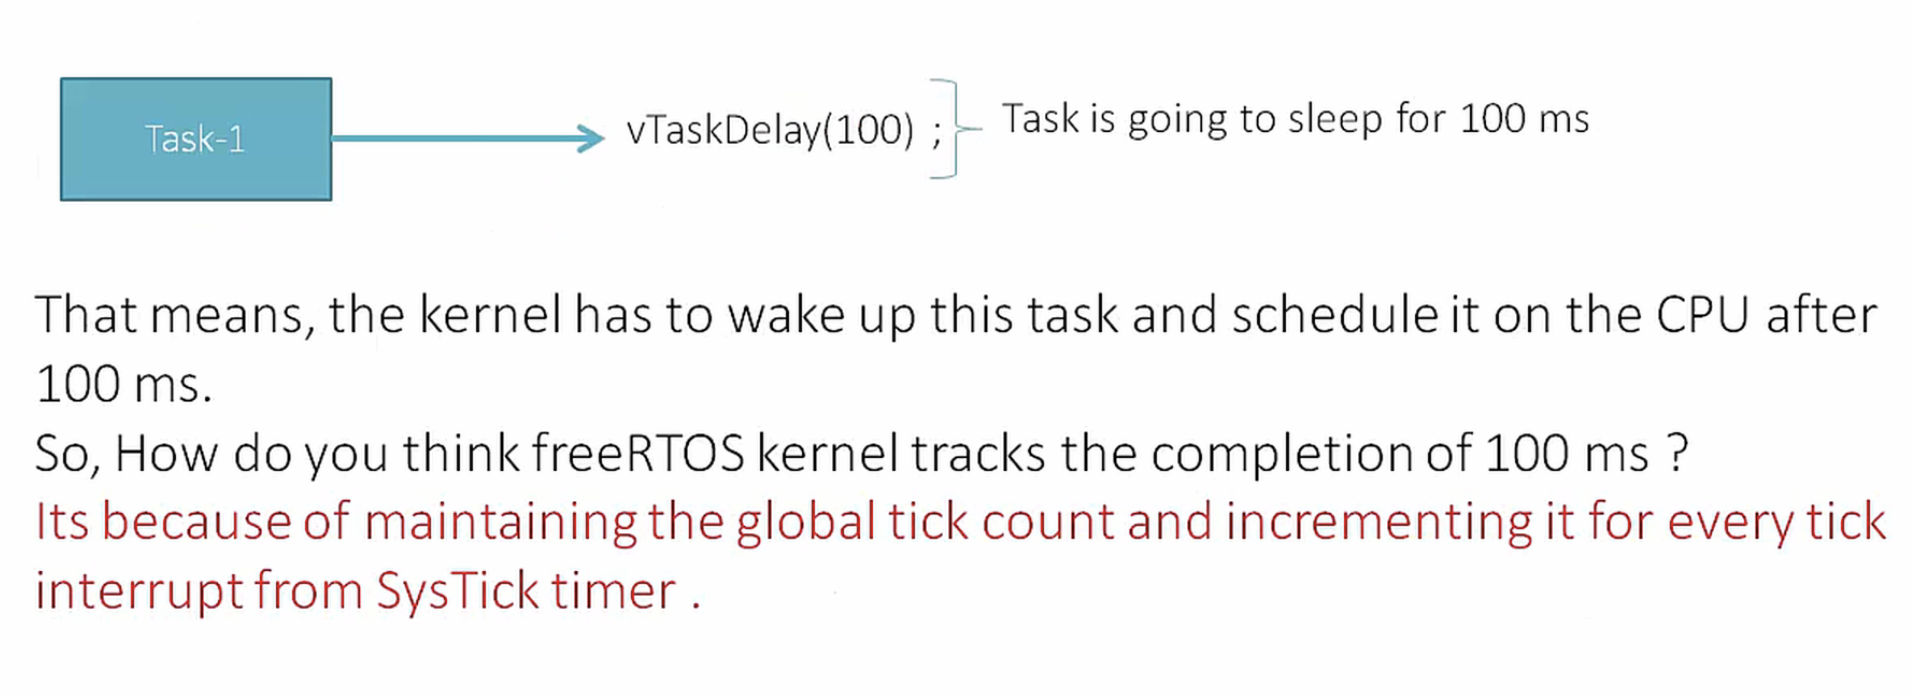 Task-1
vTaskDelay(100) ;
Task is going to sleep for 100 ms
That means, the kernel has to wake up this task and schedule it on the CPU after
100 ms.
So, How do you think freeRTOS kernel tracks the completion of 100 ms ?
Its because of maintaining the global tick count and incrementing it for every tick
interrupt from SysTick timer .